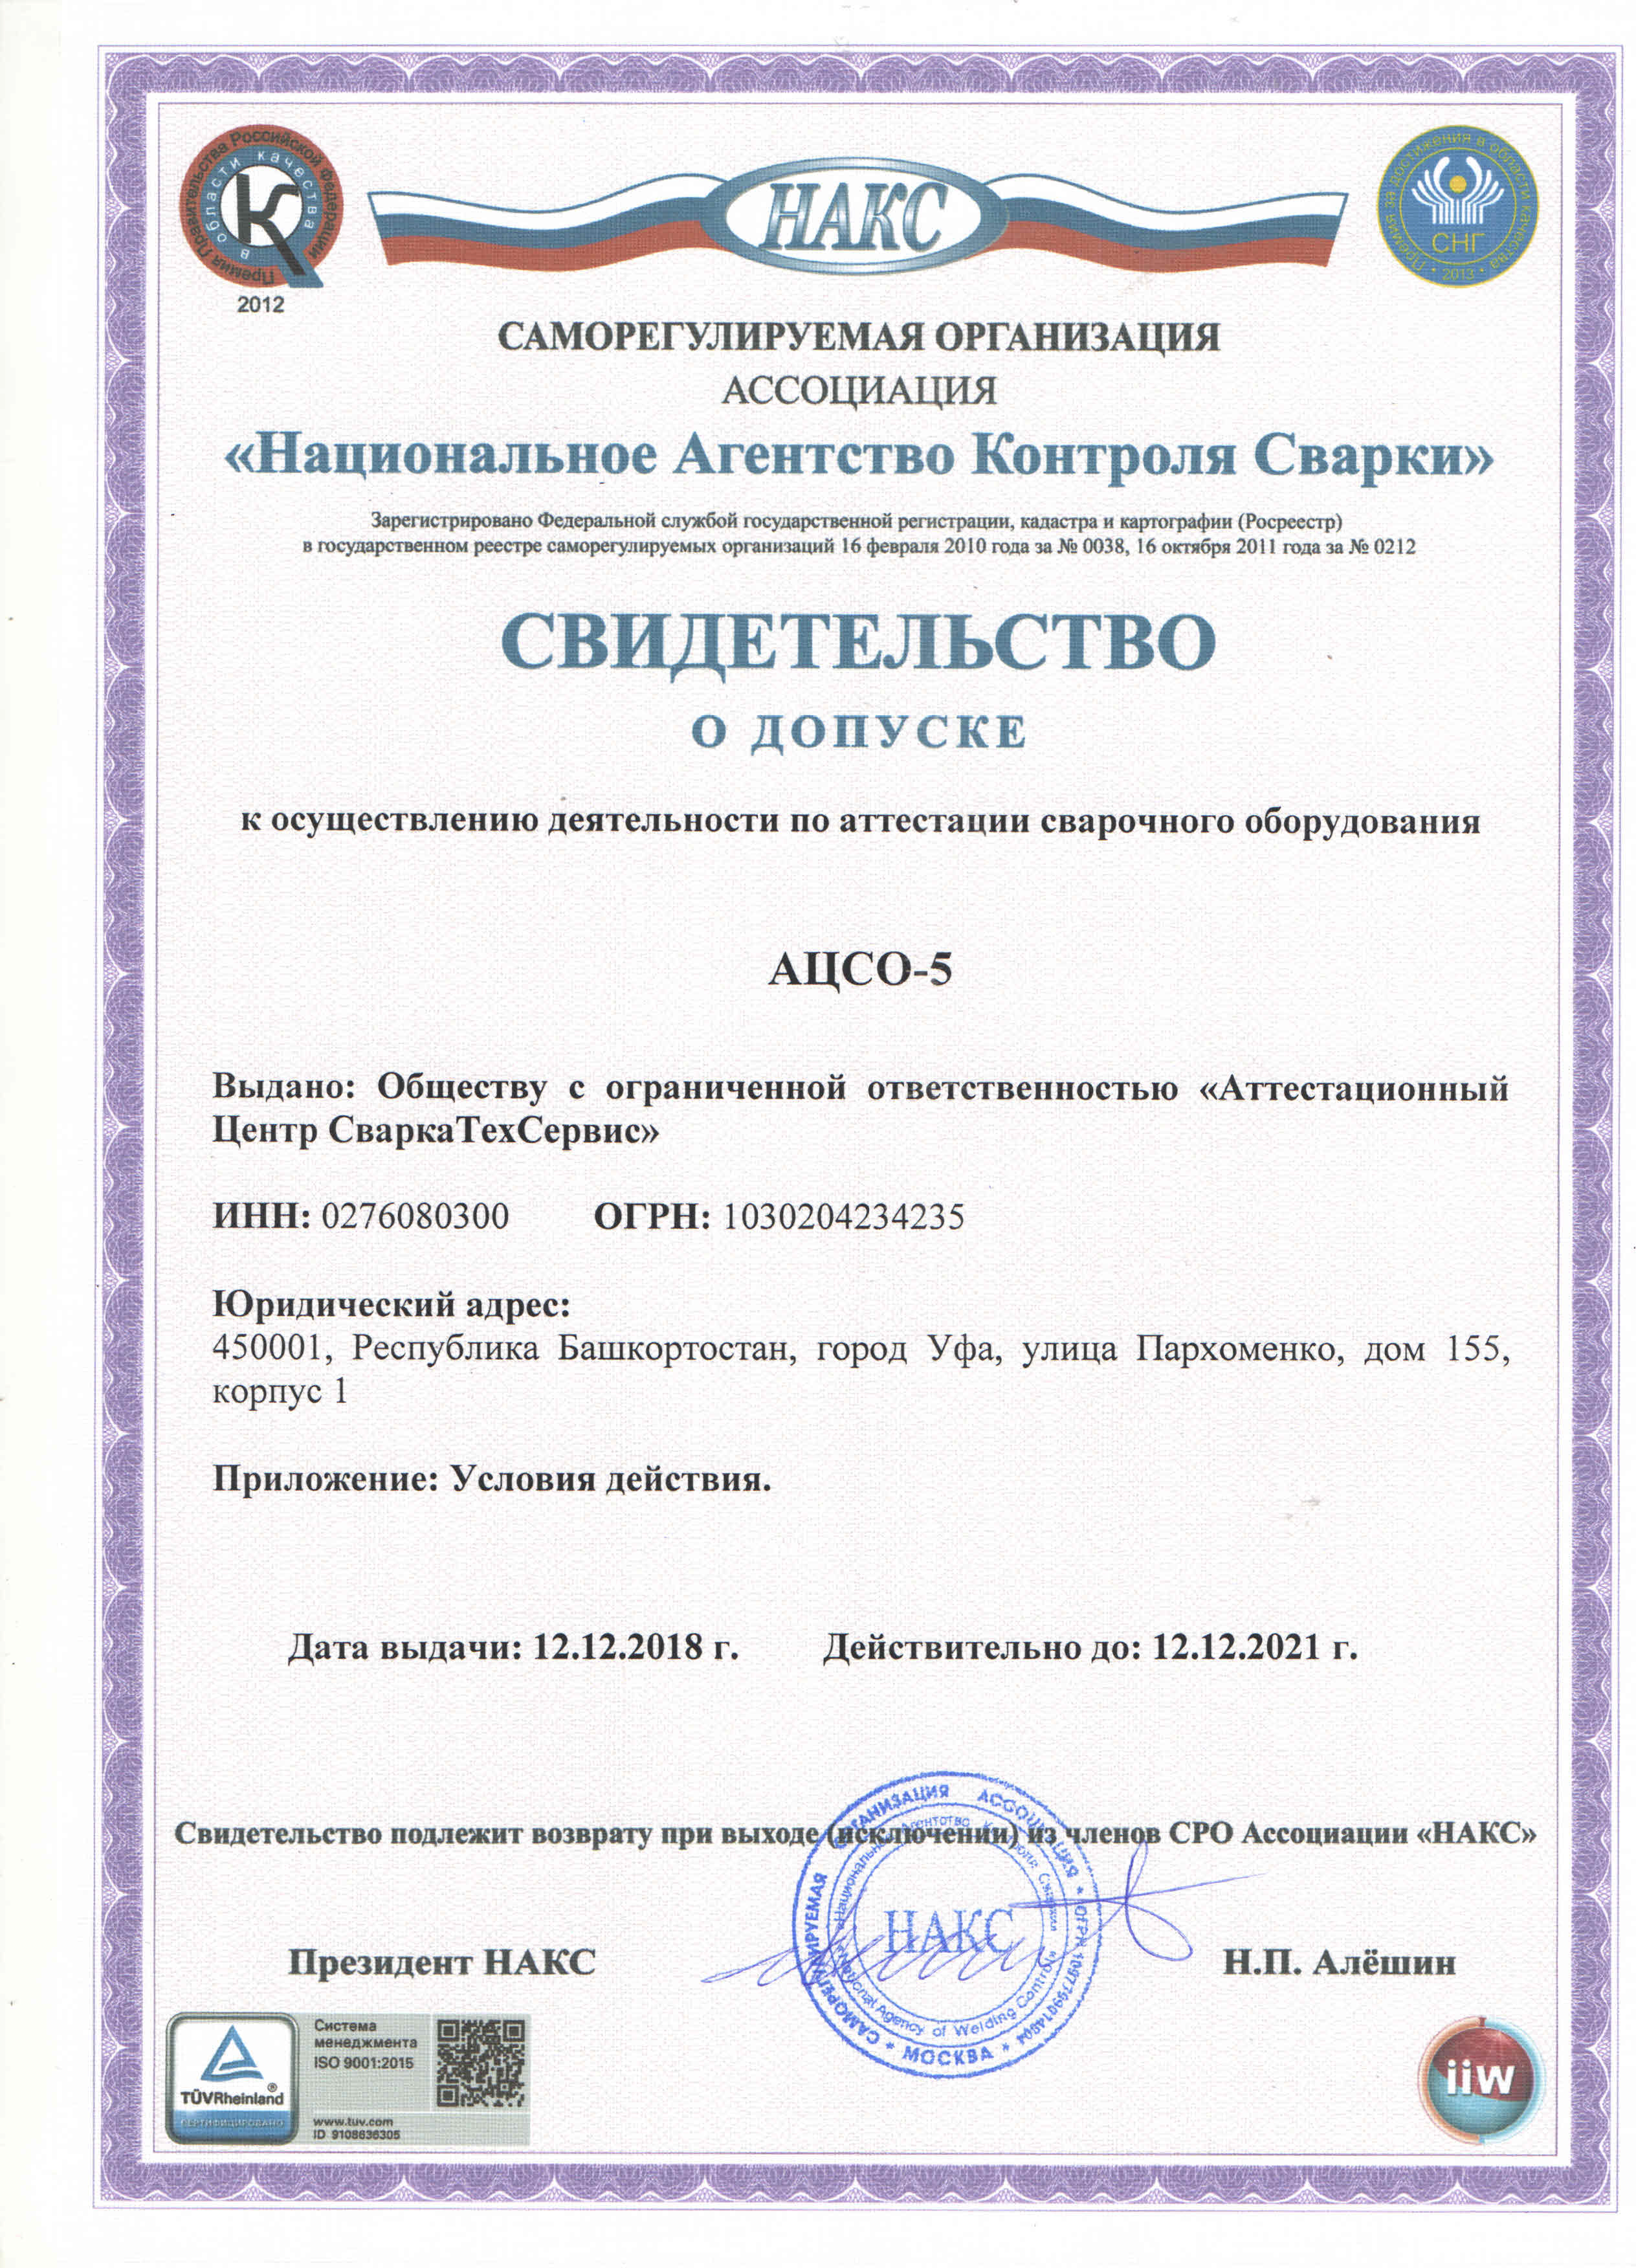 Премия Правительства Российской Федерации
в области качества
2012
НАКС
Премия за достижения в области качества
СНГ
• 2013 •
САМОРЕГУЛИРУЕМАЯ ОРГАНИЗАЦИЯ
АССОЦИАЦИЯ
«Национальное Агентство Контроля Сварки»
Зарегистрировано Федеральной службой государственной регистрации, кадастра и картографии (Росреестр)
в государственном реестре саморегулируемых организаций 16 февраля 2010 года за № 0038, 16 октября 2011 года за № 0212
СВИДЕТЕЛЬСТВО
О ДОПУСКЕ
к осуществлению деятельности по аттестации сварочного оборудования
АЦСО-5
Выдано: Обществу с ограниченной ответственностью «Аттестационный
Центр СваркаТехСервис»
ИНН: 0276080300 ОГРН: 1030204234235
Юридический адрес:
450001, Республика Башкортостан, город Уфа, улица Пархоменко, дом 155,
корпус 1
Приложение: Условия действия.
Дата выдачи: 12.12.2018 г. Действительно до: 12.12.2021 г.
Свидетельство подлежит возврату при выходе (исключении) из членов СРО Ассоциации «НАКС»
САМОРЕГУЛИРУЕМАЯ ОРГАНИЗАЦИЯ АССОЦИАЦИЯ
* МОСКВА *
«Национальное Агентство Контроля Сварки»
«National Agency of Welding Control»
НАКС
Президент НАКС
Н.П. Алёшин
TÜVRheinland®
СЕРТИФИЦИРОВАНО
Система
менеджмента
ISO 9001:2015
www.tuv.com
ID 9108636305
iiw